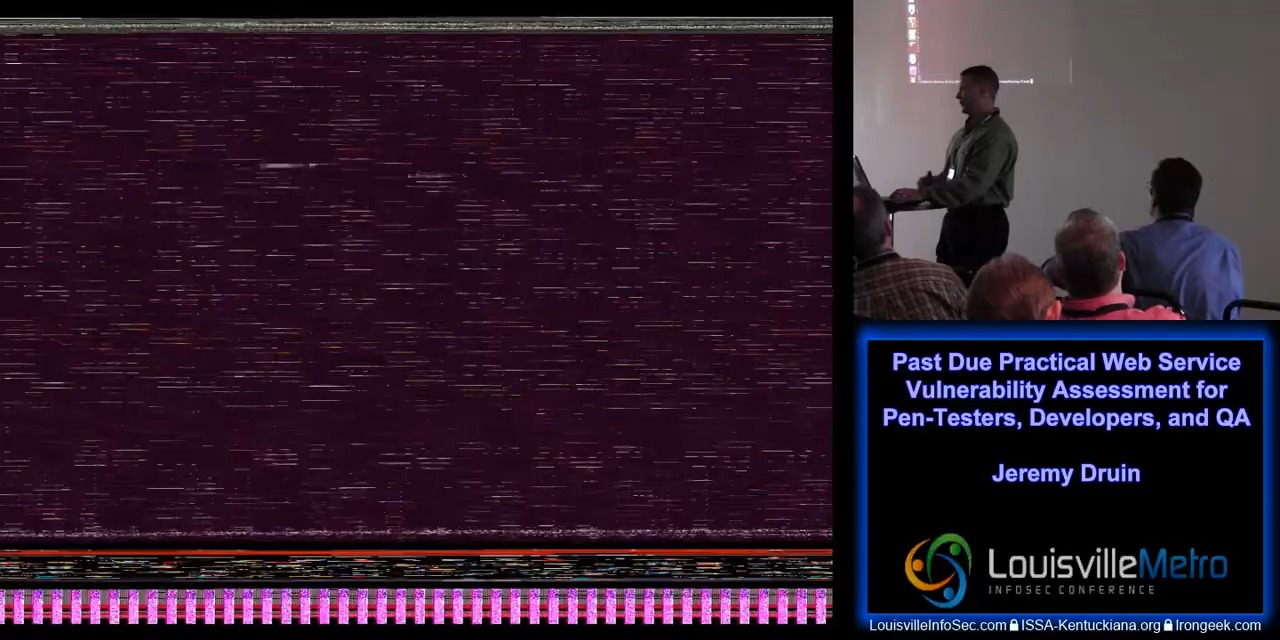 Past Due Practical Web Service
Vulnerability Assessment for
Pen-Testers, Developers, and QA
Jeremy Druin
LouisvilleMetro
INFOSEC CONFERENCE
LouisvilleInfoSec.com ISSA-Kentuckiana.org Irongeek.com